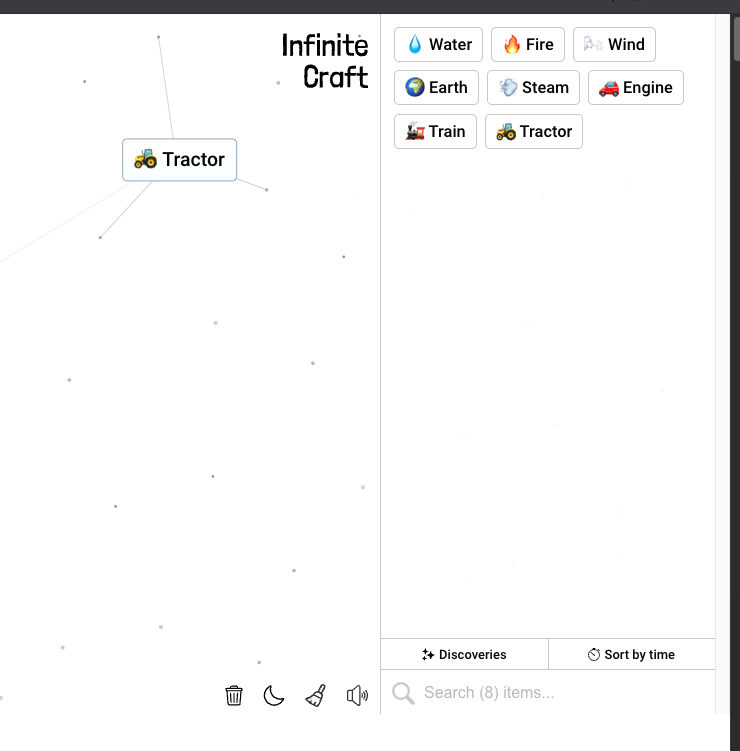 Infinite
Craft
Tractor
Water
Fire
Wind
Earth
Steam
Engine
Train
Tractor
Discoveries
Sort by time
Search (8) items...